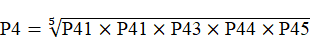 P4 = ⁵√P41 × P41 × P43 × P44 × P45